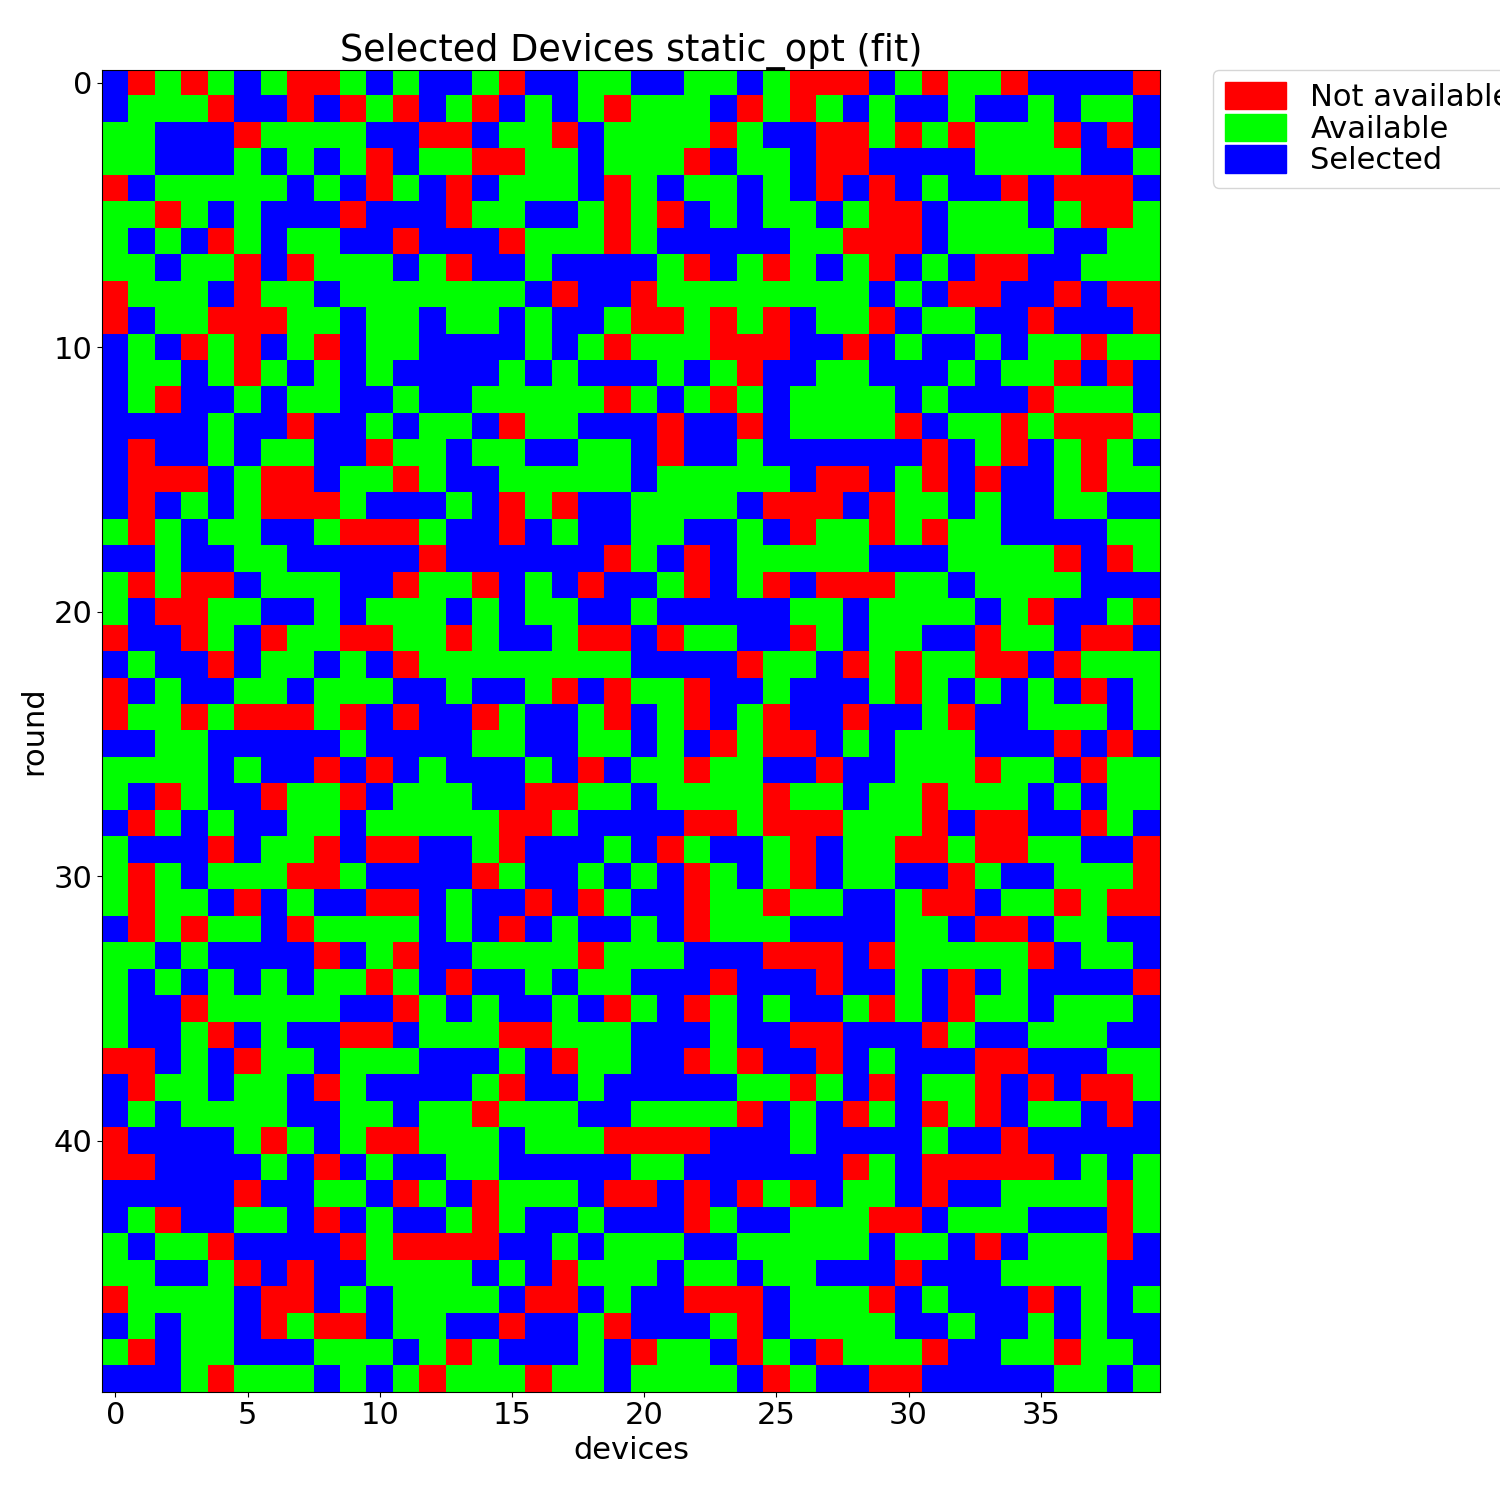 Selected Devices static_opt (fit)
Not available
Available
Selected
0
10
20
30
40
round
0 5 10 15 20 25 30 35
devices